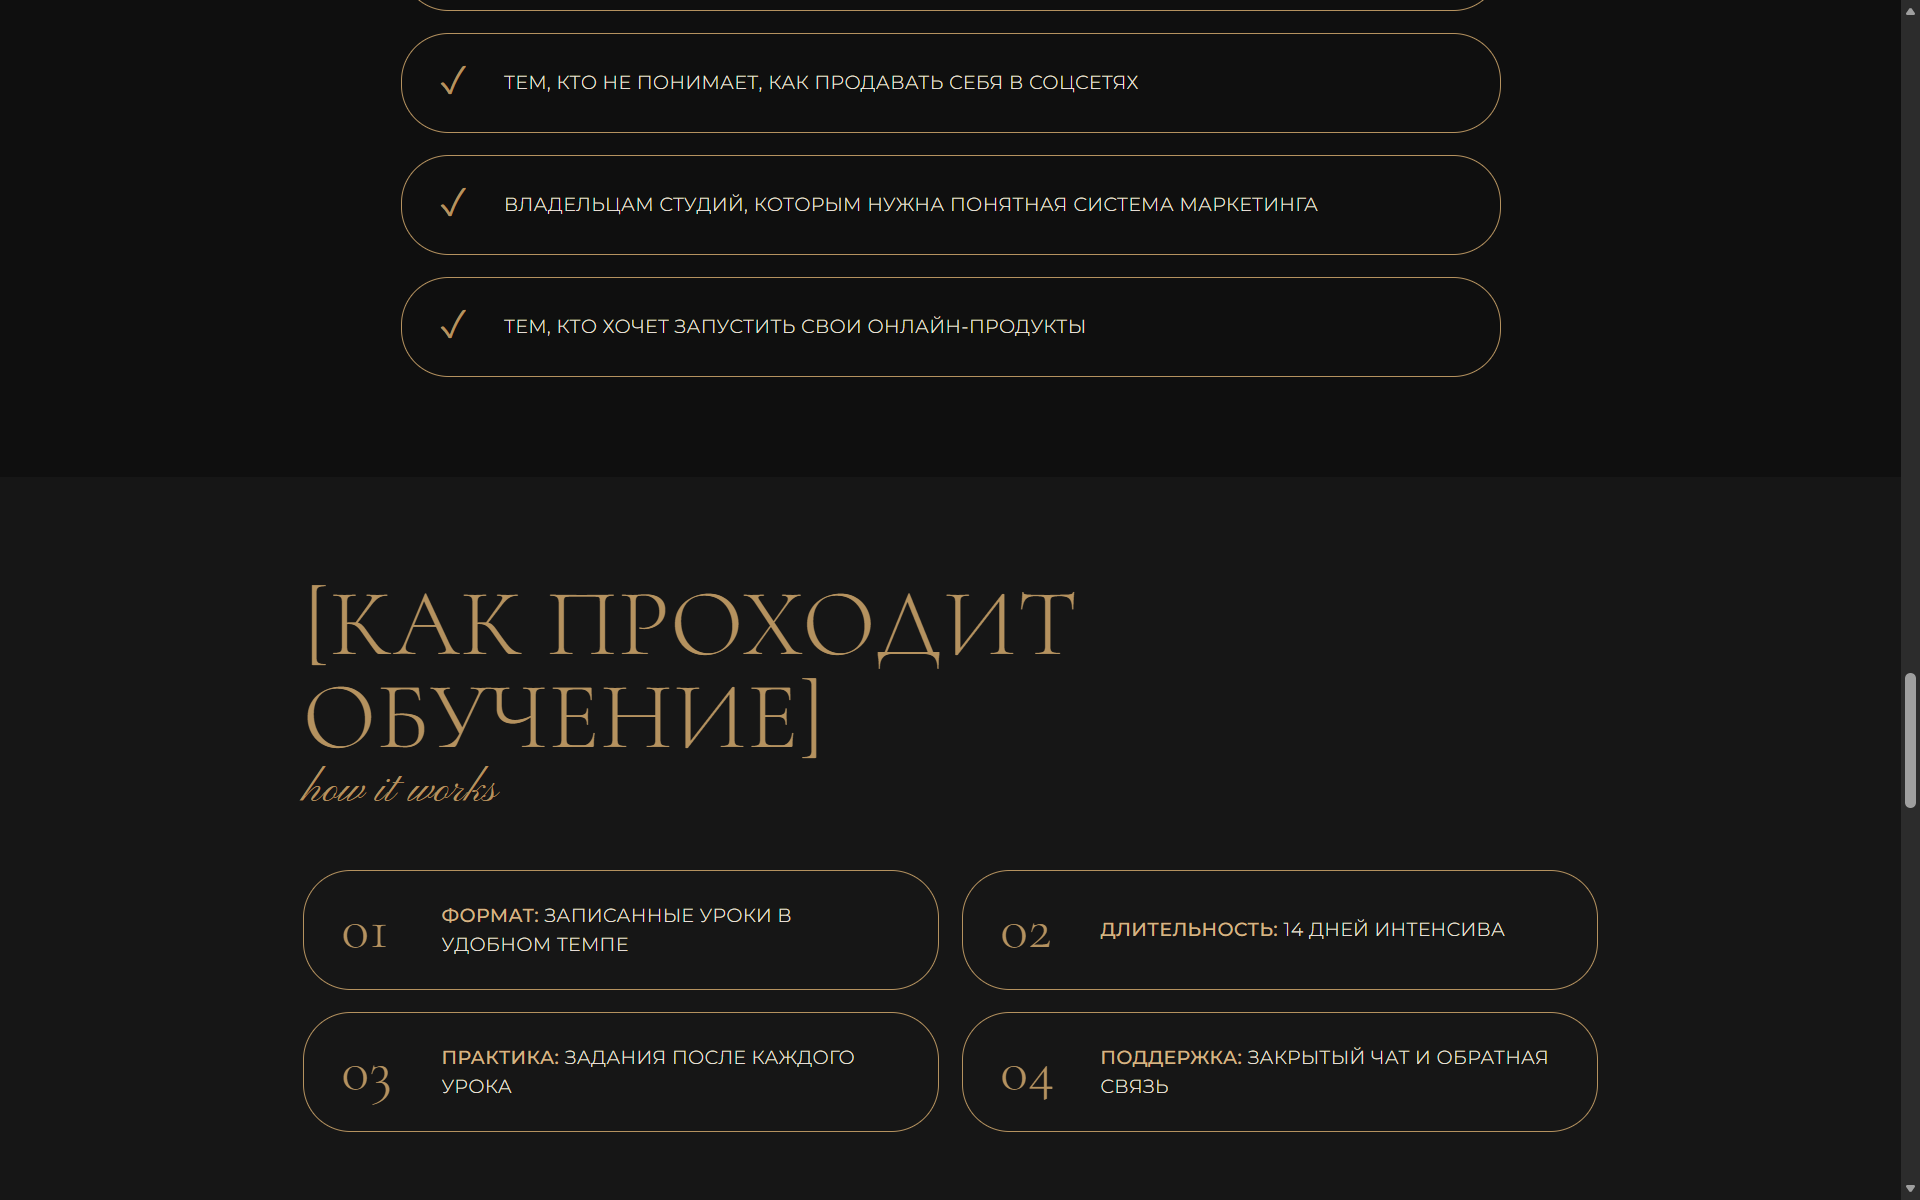 ✓ ТЕМ, КТО НЕ ПОНИМАЕТ, КАК ПРОДАВАТЬ СЕБЯ В СОЦСЕТЯХ
✓ ВЛАДЕЛЬЦАМ СТУДИЙ, КОТОРЫМ НУЖНА ПОНЯТНАЯ СИСТЕМА МАРКЕТИНГА
✓ ТЕМ, КТО ХОЧЕТ ЗАПУСТИТЬ СВОИ ОНЛАЙН-ПРОДУКТЫ
[КАК ПРОХОДИТ
ОБУЧЕНИЕ]
how it works
01
ФОРМАТ: ЗАПИСАННЫЕ УРОКИ В
УДОБНОМ ТЕМПЕ
02
ДЛИТЕЛЬНОСТЬ: 14 ДНЕЙ ИНТЕНСИВА
03
ПРАКТИКА: ЗАДАНИЯ ПОСЛЕ КАЖДОГО
УРОКА
04
ПОДДЕРЖКА: ЗАКРЫТЫЙ ЧАТ И ОБРАТНАЯ
СВЯЗЬ